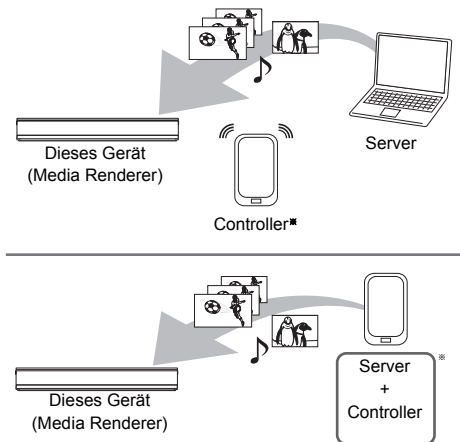 Server
Dieses Gerät
(Media Renderer)
Controller※
Server
+
Controller
※
Dieses Gerät
(Media Renderer)